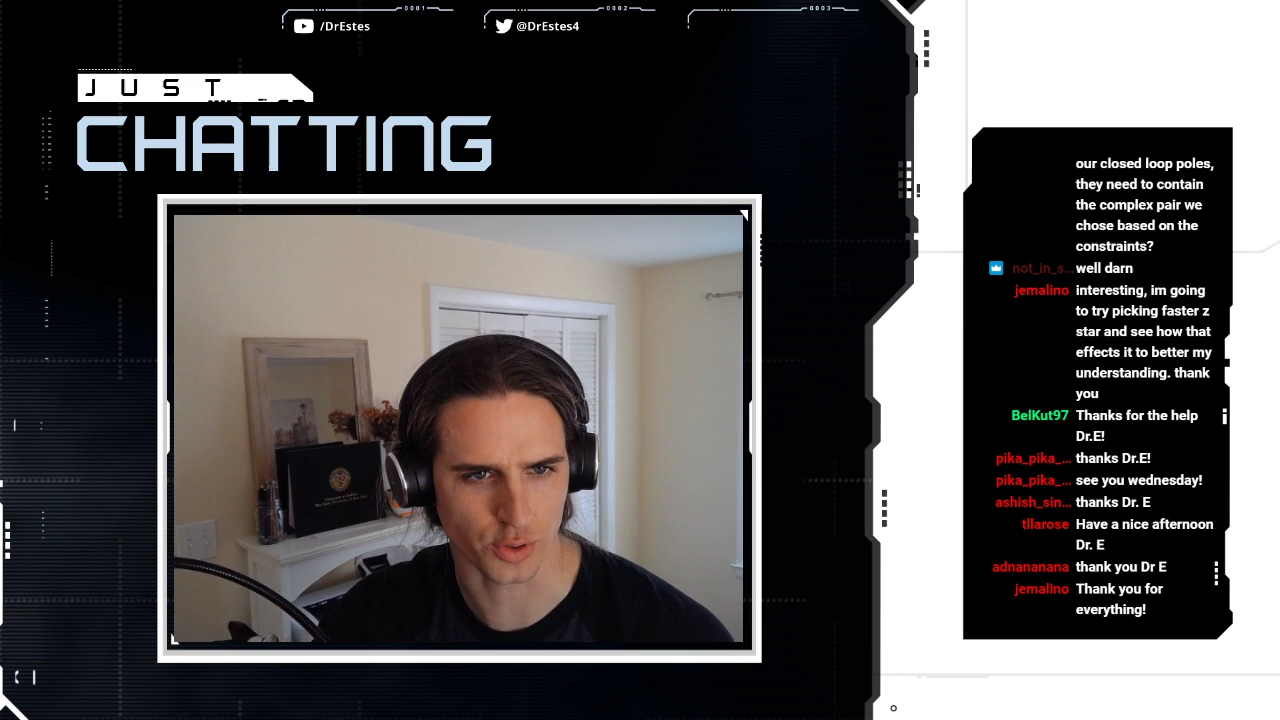 0001
/DrEstes
0002
@DrEstes4
0003
JUST
CHATTING
our closed loop poles,
they need to contain
the complex pair we
chose based on the
constraints?
not_in_s... well darn
jemalino interesting, im going
to try picking faster z
star and see how that
effects it to better my
understanding. thank
you
BelKut97 Thanks for the help
Dr.E!
pika_pika_... thanks Dr.E!
pika_pika_... see you wednesday!
ashish_sin... thanks Dr. E
tllarose Have a nice afternoon
Dr. E
adnananana thank you Dr E
jemalino Thank you for
everything!